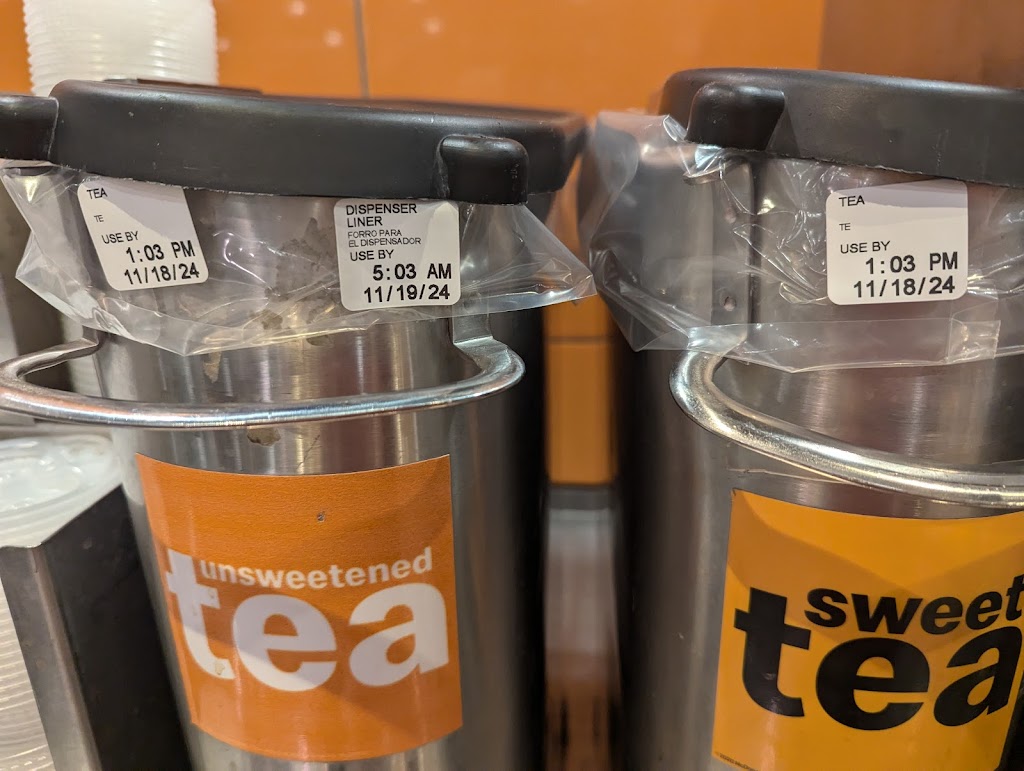 TEA
TE
USE BY
1:03 PM
11/18/24
DISPENSER
LINER
FORRO PARA
EL DISPENSADOR
USE BY
5:03 AM
11/19/24
TEA
TE
USE BY
1:03 PM
11/18/24
unsweetened
tea
sweet
tea